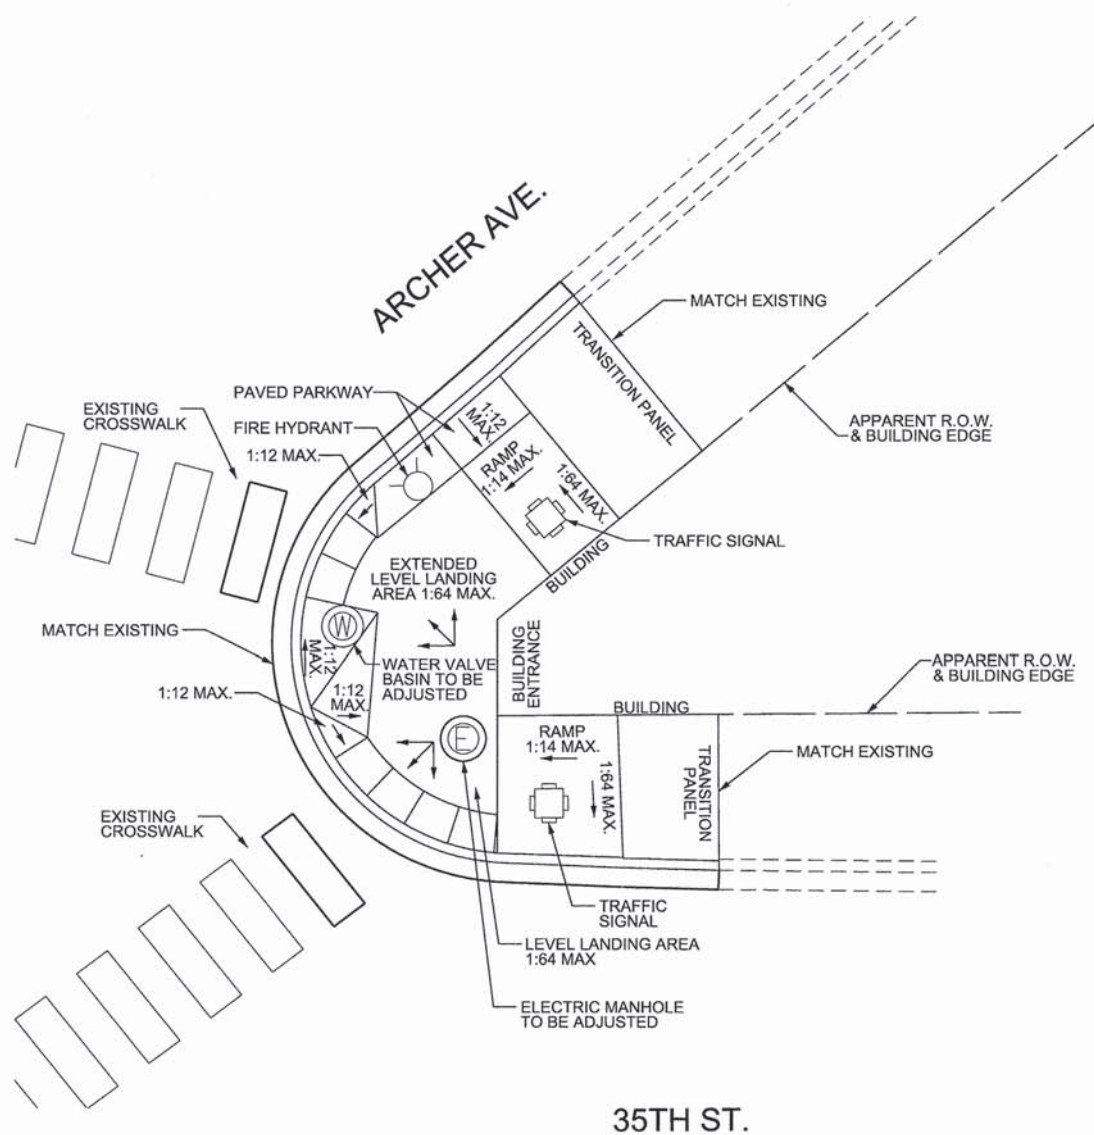 ARCHER AVE.
MATCH EXISTING
TRANSITION PANEL
PAVED PARKWAY
1:12
MAX.
EXISTING
CROSSWALK
FIRE HYDRANT
1:12 MAX.
RAMP
1:14 MAX.
1:64 MAX.
APPARENT R.O.W.
& BUILDING EDGE
TRAFFIC SIGNAL
BUILDING
EXTENDED
LEVEL LANDING
AREA 1:64 MAX.
W
MATCH EXISTING
1:12
MAX.
WATER VALVE
BASIN TO BE
ADJUSTED
BUILDING
ENTRANCE
APPARENT R.O.W.
& BUILDING EDGE
1:12 MAX.
1:12
MAX.
BUILDING
E
RAMP
1:14 MAX.
1:64 MAX.
TRANSITION
PANEL
MATCH EXISTING
EXISTING
CROSSWALK
TRAFFIC
SIGNAL
LEVEL LANDING AREA
1:64 MAX
ELECTRIC MANHOLE
TO BE ADJUSTED
35TH ST.